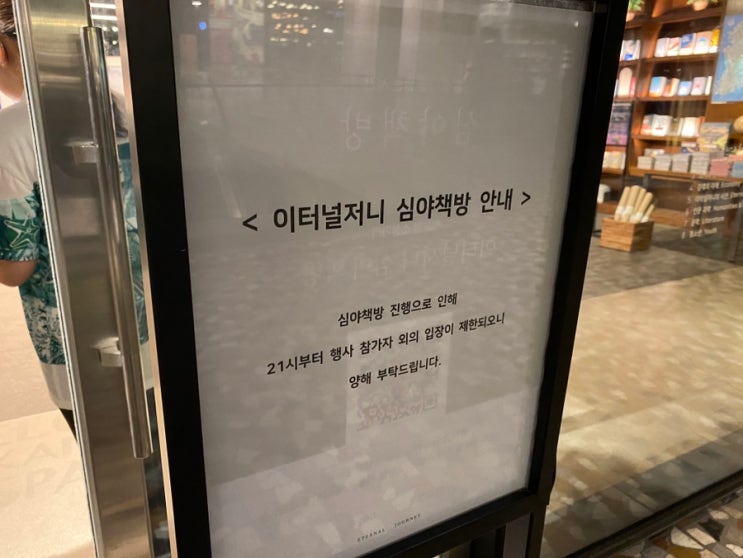 < 이터널저니 심야책방 안내 >
심야책방 진행으로 인해
21시부터 행사 참가자 외의 입장이 제한되오니
양해 부탁드립니다.
ETERNAL JOURNEY